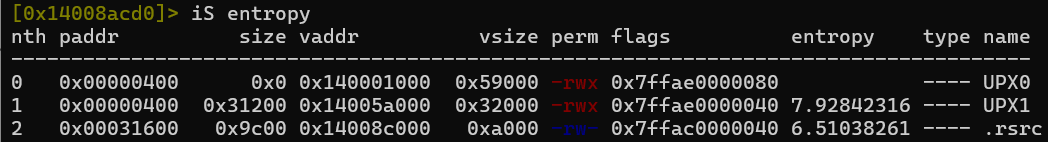 [0x14008acd0]> iS entropy
nth paddr          size vaddr           vsize perm flags          entropy    type name
―――――――――――――――――――――――――――――――――――――――――――――――――――――――――――――――――――――――――――――――――――――
0   0x00000400      0x0 0x140001000   0x59000 -rwx 0x7ffae0000080            ---- UPX0
1   0x00000400  0x31200 0x14005a000   0x32000 -rwx 0x7ffae0000040 7.92842316 ---- UPX1
2   0x00031600   0x9c00 0x14008c000    0xa000 -rw- 0x7ffac0000040 6.51038261 ---- .rsrc